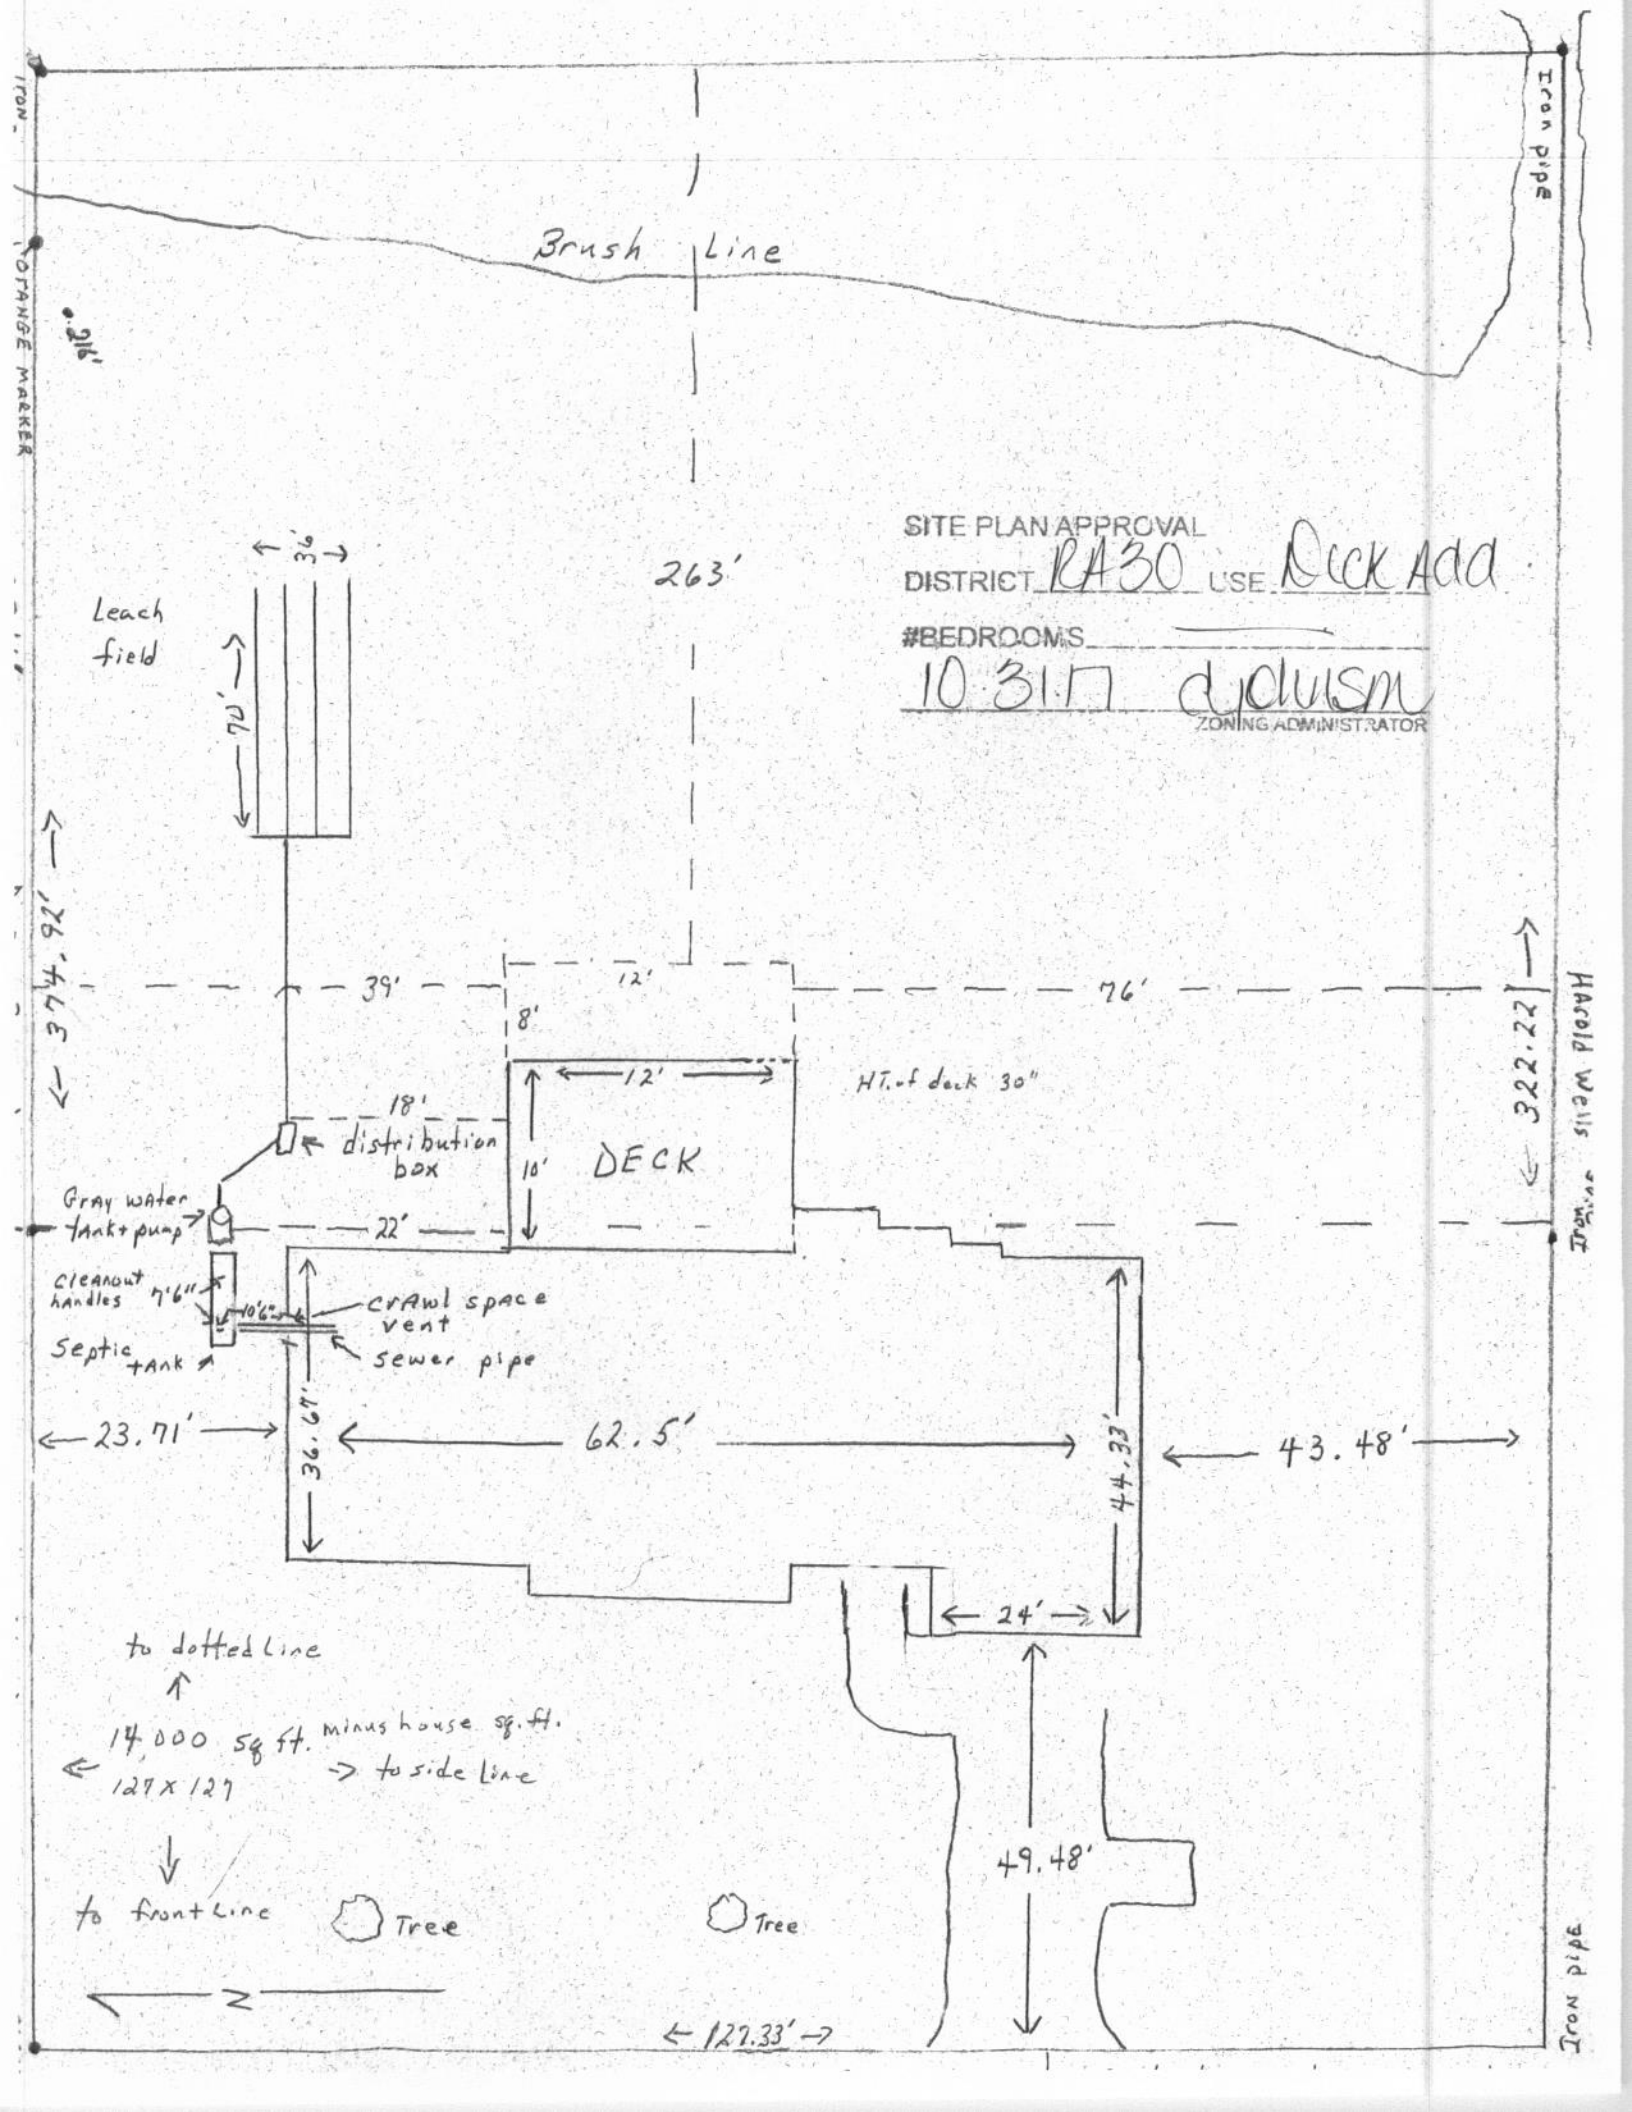 Iron pipe
Iron
Brush Line
ORANGE MARKER
216'
SITE PLAN APPROVAL
DISTRICT RA30 USE Deck Add
#BEDROOMS
10.31.17
ZONING ADMINISTRATOR
36'
263'
Leach
field
70'
374.92'
39'
12'
76'
8'
322.22
Harold Wells
12'
HT. of deck 30"
18'
distribution
box
10'
DECK
Gray water
tank + pump
22'
Cleanout
handles
7'6"
10'6"
crawl space
vent
Septic
tank
sewer pipe
23.71'
36.67'
62.5'
44.33'
43.48'
24'
to dotted Line
14,000 sq ft. minus house sq. ft.
127 x 127
to side Line
49.48'
to front Line
Tree
Tree
N
127.33'
Iron pipe